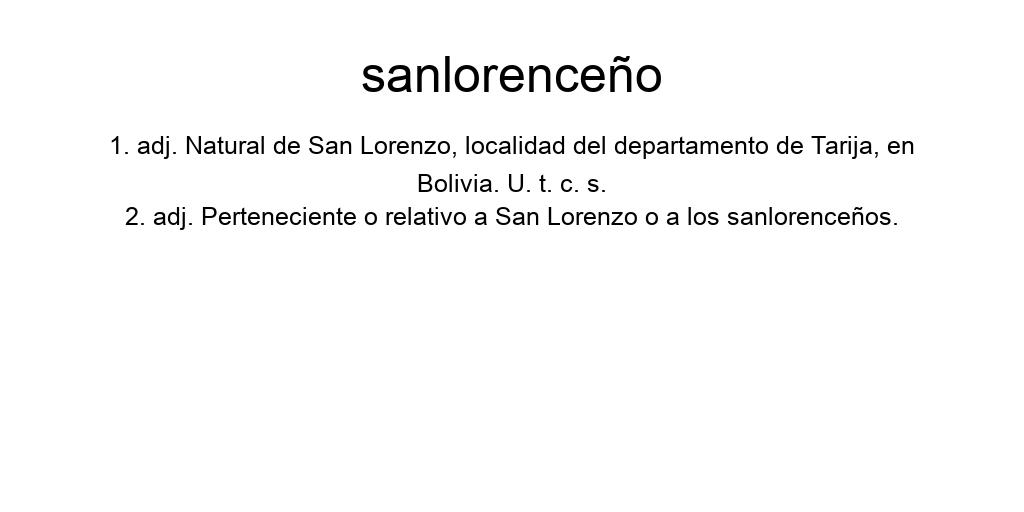 sanlorenceño
1. adj. Natural de San Lorenzo, localidad del departamento de Tarija, en
Bolivia. U. t. c. s.
2. adj. Perteneciente o relativo a San Lorenzo o a los sanlorenceños.